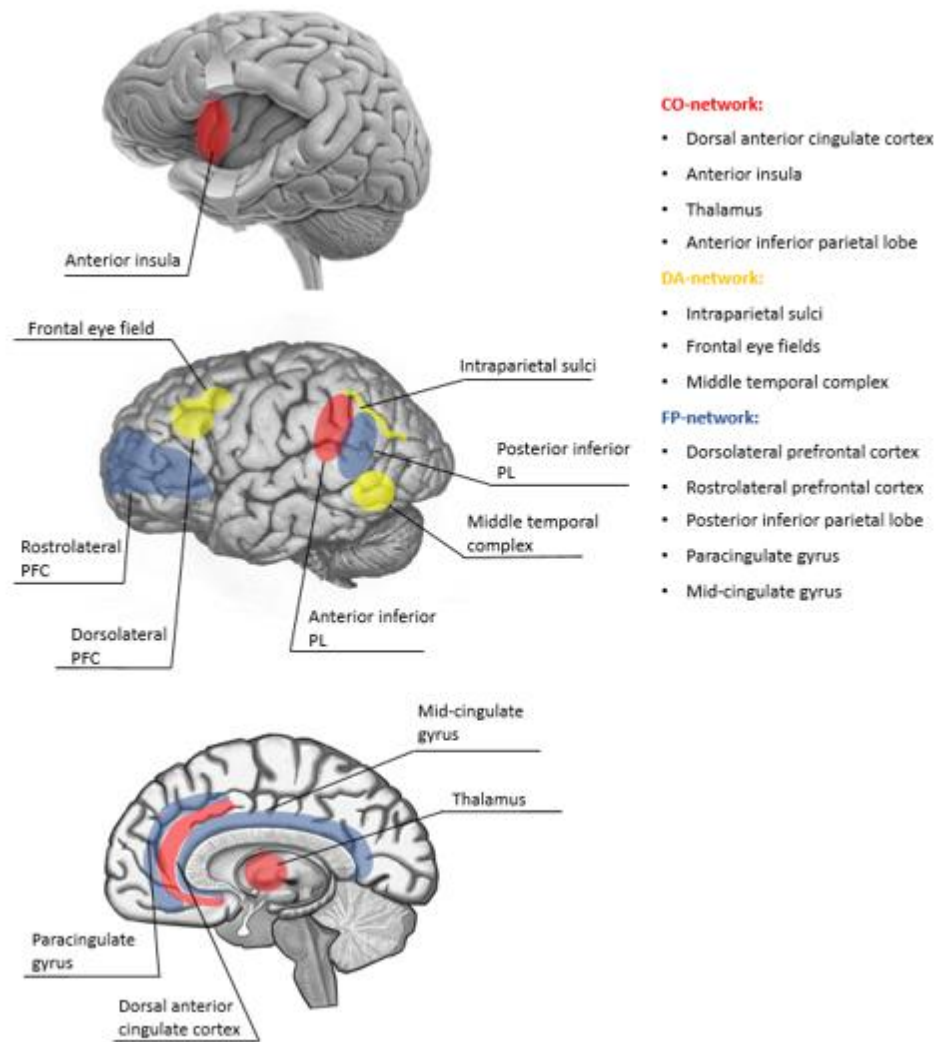 Anterior insula
Frontal eye field
Intraparietal sulci
Posterior inferior
PL
Middle temporal
complex
Rostrolateral
PFC
Anterior inferior
PL
Dorsolateral
PFC
Mid-cingulate
gyrus
Thalamus
Paracingulate
gyrus
Dorsal anterior
cingulate cortex
CO-network:
• Dorsal anterior cingulate cortex
• Anterior insula
• Thalamus
• Anterior inferior parietal lobe
DA-network:
• Intraparietal sulci
• Frontal eye fields
• Middle temporal complex
FP-network:
• Dorsolateral prefrontal cortex
• Rostrolateral prefrontal cortex
• Posterior inferior parietal lobe
• Paracingulate gyrus
• Mid-cingulate gyrus